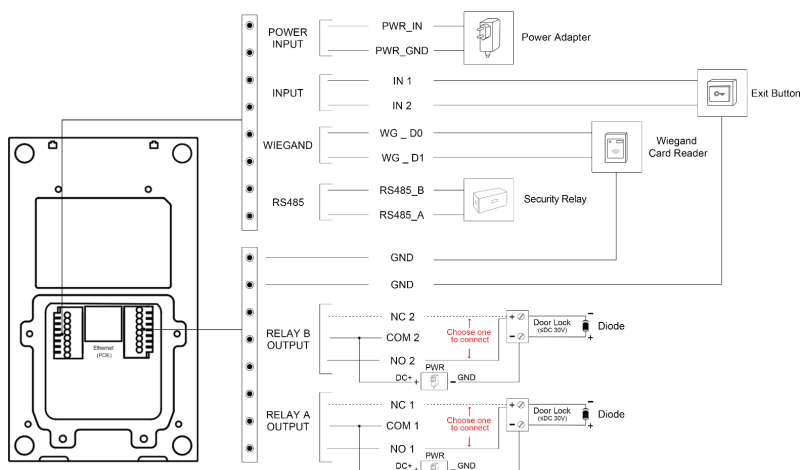 POWER
INPUT
PWR_IN
PWR_GND
Power Adapter
INPUT
IN 1
IN 2
Exit Button
WIEGAND
WG _ D0
WG _ D1
Wiegand
Card Reader
RS485
RS485_B
RS485_A
Security Relay
GND
GND
Ethernet
(POE)
RELAY B
OUTPUT
NC 2
COM 2
NO 2
Choose one
to connect
PWR
DC+ + - GND
+
-
Door Lock
(≤DC 30V)
-
+
Diode
RELAY A
OUTPUT
NC 1
COM 1
NO 1
Choose one
to connect
PWR
DC+ + - GND
+
-
Door Lock
(≤DC 30V)
-
+
Diode